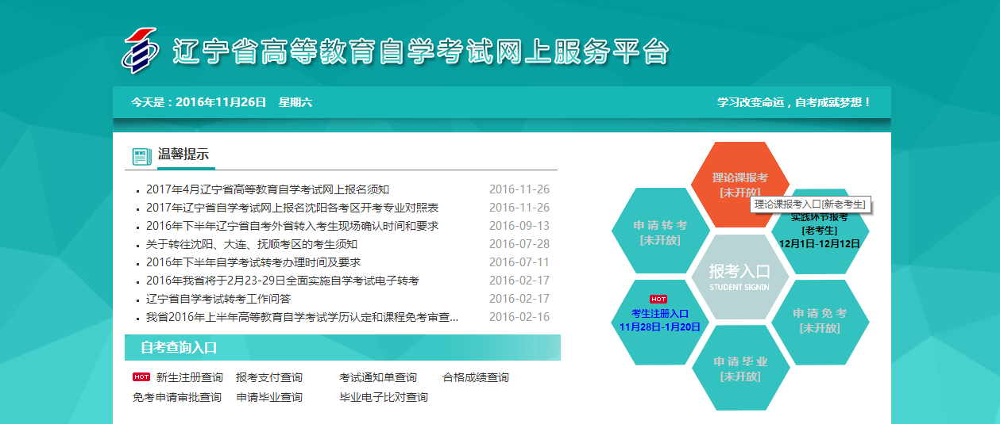 辽宁省高等教育自学考试网上服务平台
今天是：2016年11月26日 星期六
学习改变命运，自考成就梦想！
NEWS
温馨提示
2017年4月辽宁省高等教育自学考试网上报名须知 2016-11-26
2017年辽宁省自学考试网上报名沈阳各考区开考专业对照表 2016-11-26
2016年下半年辽宁省自考外省转入考生现场确认时间和要求 2016-09-13
关于转往沈阳、大连、抚顺考区的考生须知 2016-07-28
2016年下半年自学考试转考办理时间及要求 2016-07-11
2016年我省将于2月23-29日全面实施自学考试电子转考 2016-02-17
辽宁省自学考试转考工作问答 2016-02-17
我省2016年上半年高等教育自学考试学历认定和课程免考审查... 2016-02-16
自考查询入口
HOT 新生注册查询 报考支付查询 考试通知单查询 合格成绩查询
免考申请审批查询 申请毕业查询 毕业电子比对查询
理论课报考
[未开放]
理论课报考入口[新老考生]
实践环节报考
[老考生]
12月1日-12月12日
申请转考
[未开放]
报考入口
STUDENT SIGNIN
HOT
考生注册入口
11月28日-1月20日
申请免考
[未开放]
申请毕业
[未开放]